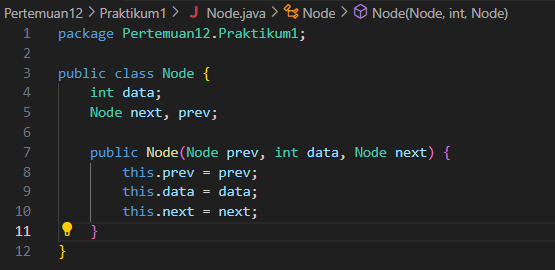 Pertemuan12 > Praktikum1 > Node.java > Node > Node(Node, int, Node)
1 package Pertemuan12.Praktikum1;
2
3 public class Node {
4     int data;
5     Node next, prev;
6
7     public Node(Node prev, int data, Node next) {
8         this.prev = prev;
9         this.data = data;
10         this.next = next;
11     }
12 }